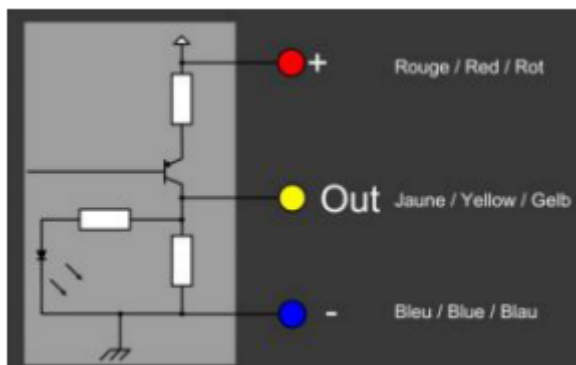 + Rouge / Red / Rot
Out Jaune / Yellow / Gelb
- Bleu / Blue / Blau